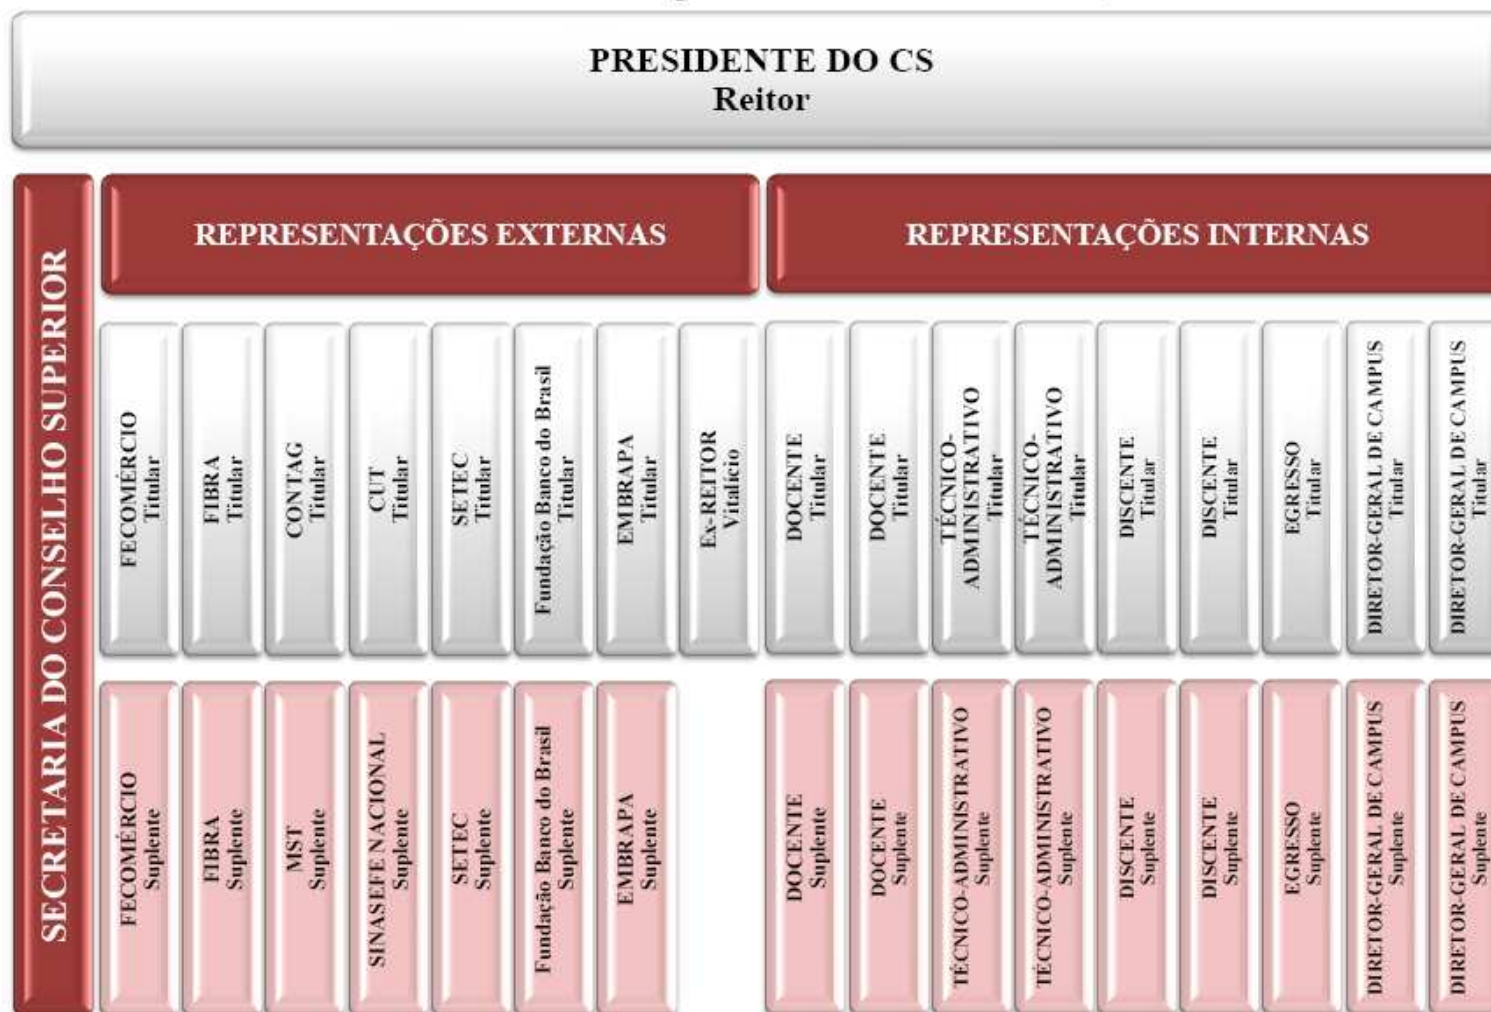 PRESIDENTE DO CS
Reitor
SECRETARIA DO CONSELHO SUPERIOR
REPRESENTAÇÕES EXTERNAS
REPRESENTAÇÕES INTERNAS
FECOMÉRCIO
Titular
FIBRA
Titular
CONTAG
Titular
CUT
Titular
SETEC
Titular
Fundação Banco do Brasil
Titular
EMBRAPA
Titular
Ex-REITOR
Vitalício
DOCENTE
Titular
DOCENTE
Titular
TÉCNICO-
ADMINISTRATIVO
Titular
TÉCNICO-
ADMINISTRATIVO
Titular
DISCENTE
Titular
DISCENTE
Titular
EGRESSO
Titular
DIRETOR-GERAL DE CAMPUS
Titular
DIRETOR-GERAL DE CAMPUS
Titular
FECOMÉRCIO
Suplente
FIBRA
Suplente
MST
Suplente
SINASEFE NACIONAL
Suplente
SETEC
Suplente
Fundação Banco do Brasil
Suplente
EMBRAPA
Suplente
DOCENTE
Suplente
DOCENTE
Suplente
TÉCNICO-ADMINISTRATIVO
Suplente
TÉCNICO-ADMINISTRATIVO
Suplente
DISCENTE
Suplente
DISCENTE
Suplente
EGRESSO
Suplente
DIRETOR-GERAL DE CAMPUS
Suplente
DIRETOR-GERAL DE CAMPUS
Suplente